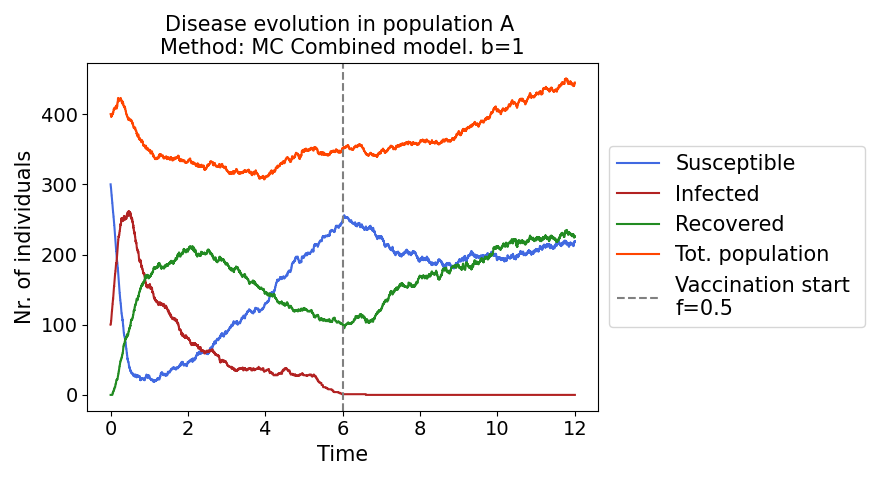 Disease evolution in population A
Method: MC Combined model. b=1
Nr. of individuals
400
300
200
100
0
0
2
4
6
8
10
12
Time
Susceptible
Infected
Recovered
Tot. population
Vaccination start
f=0.5